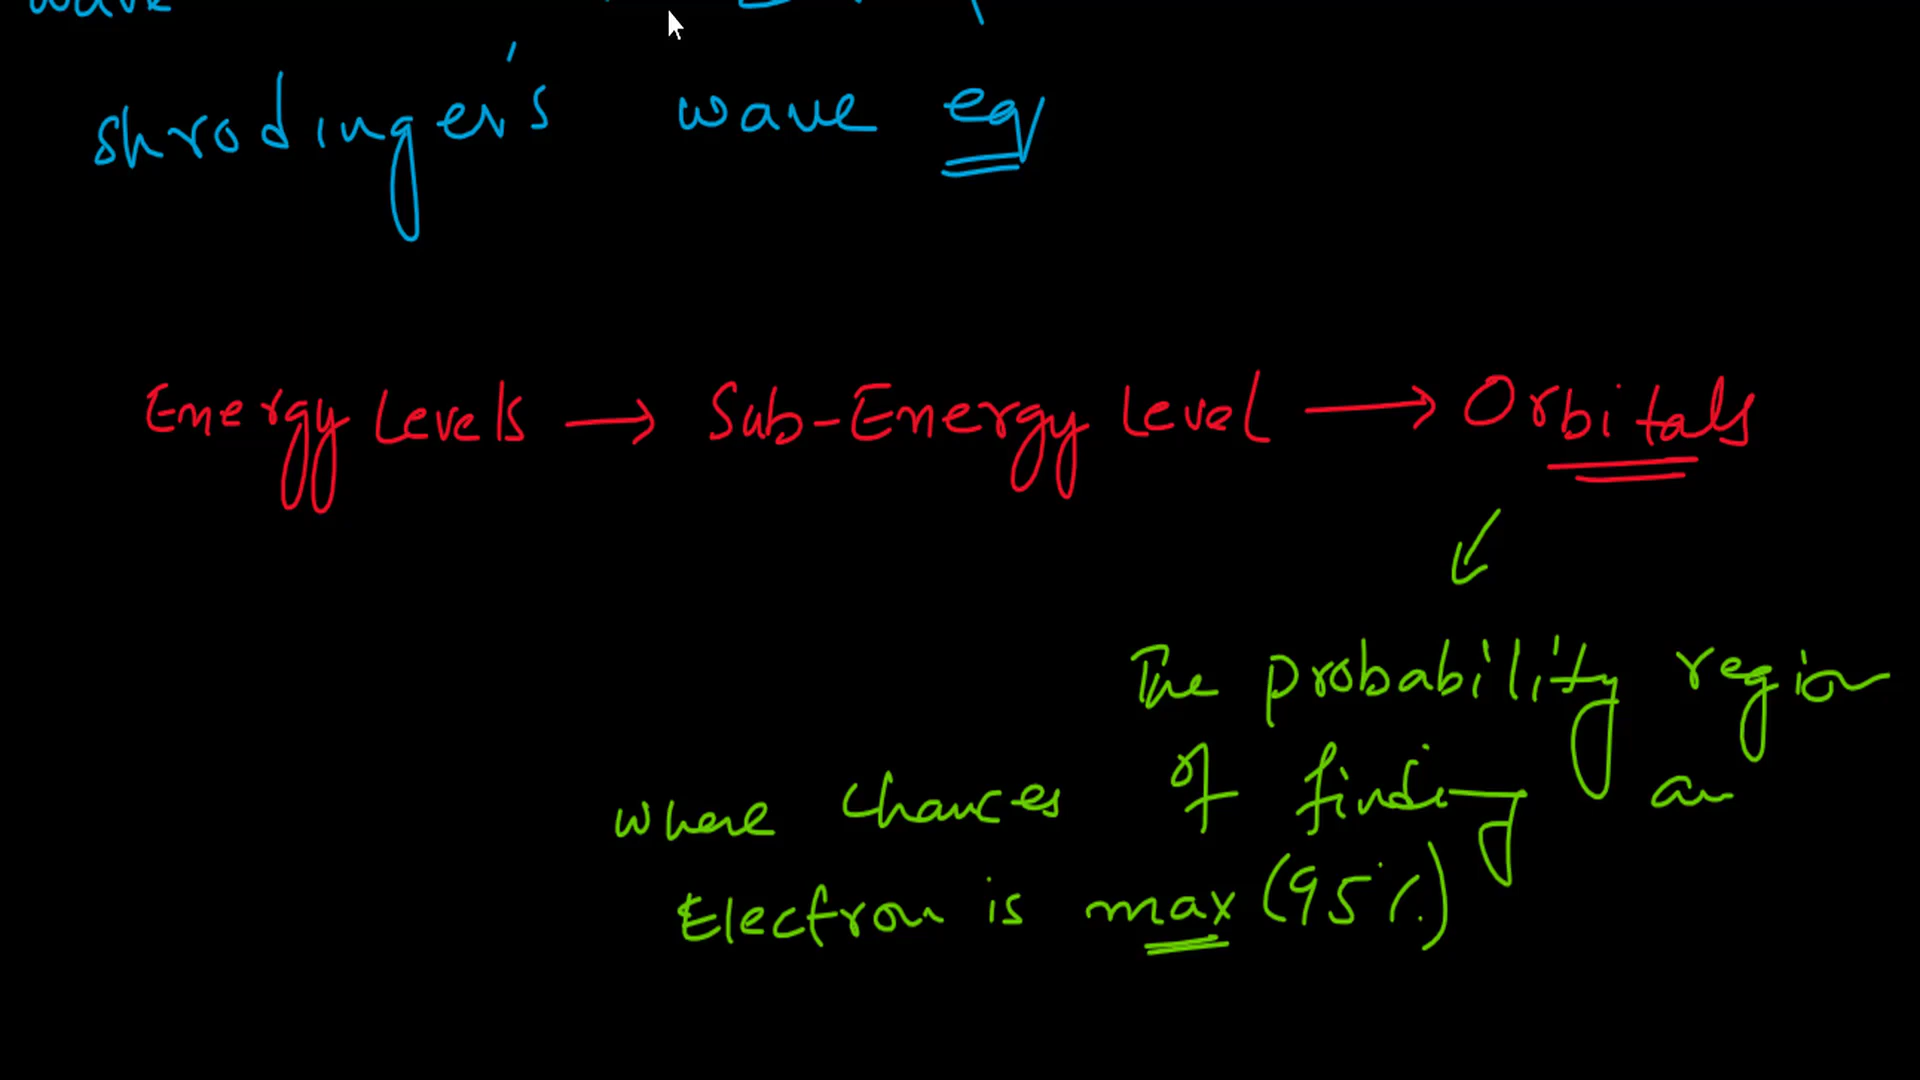 wave
shrodinger's wave eq
Energy Levels → Sub-Energy Level → Orbitals
The probability region
where chances of finding an
Electron is max (95%)